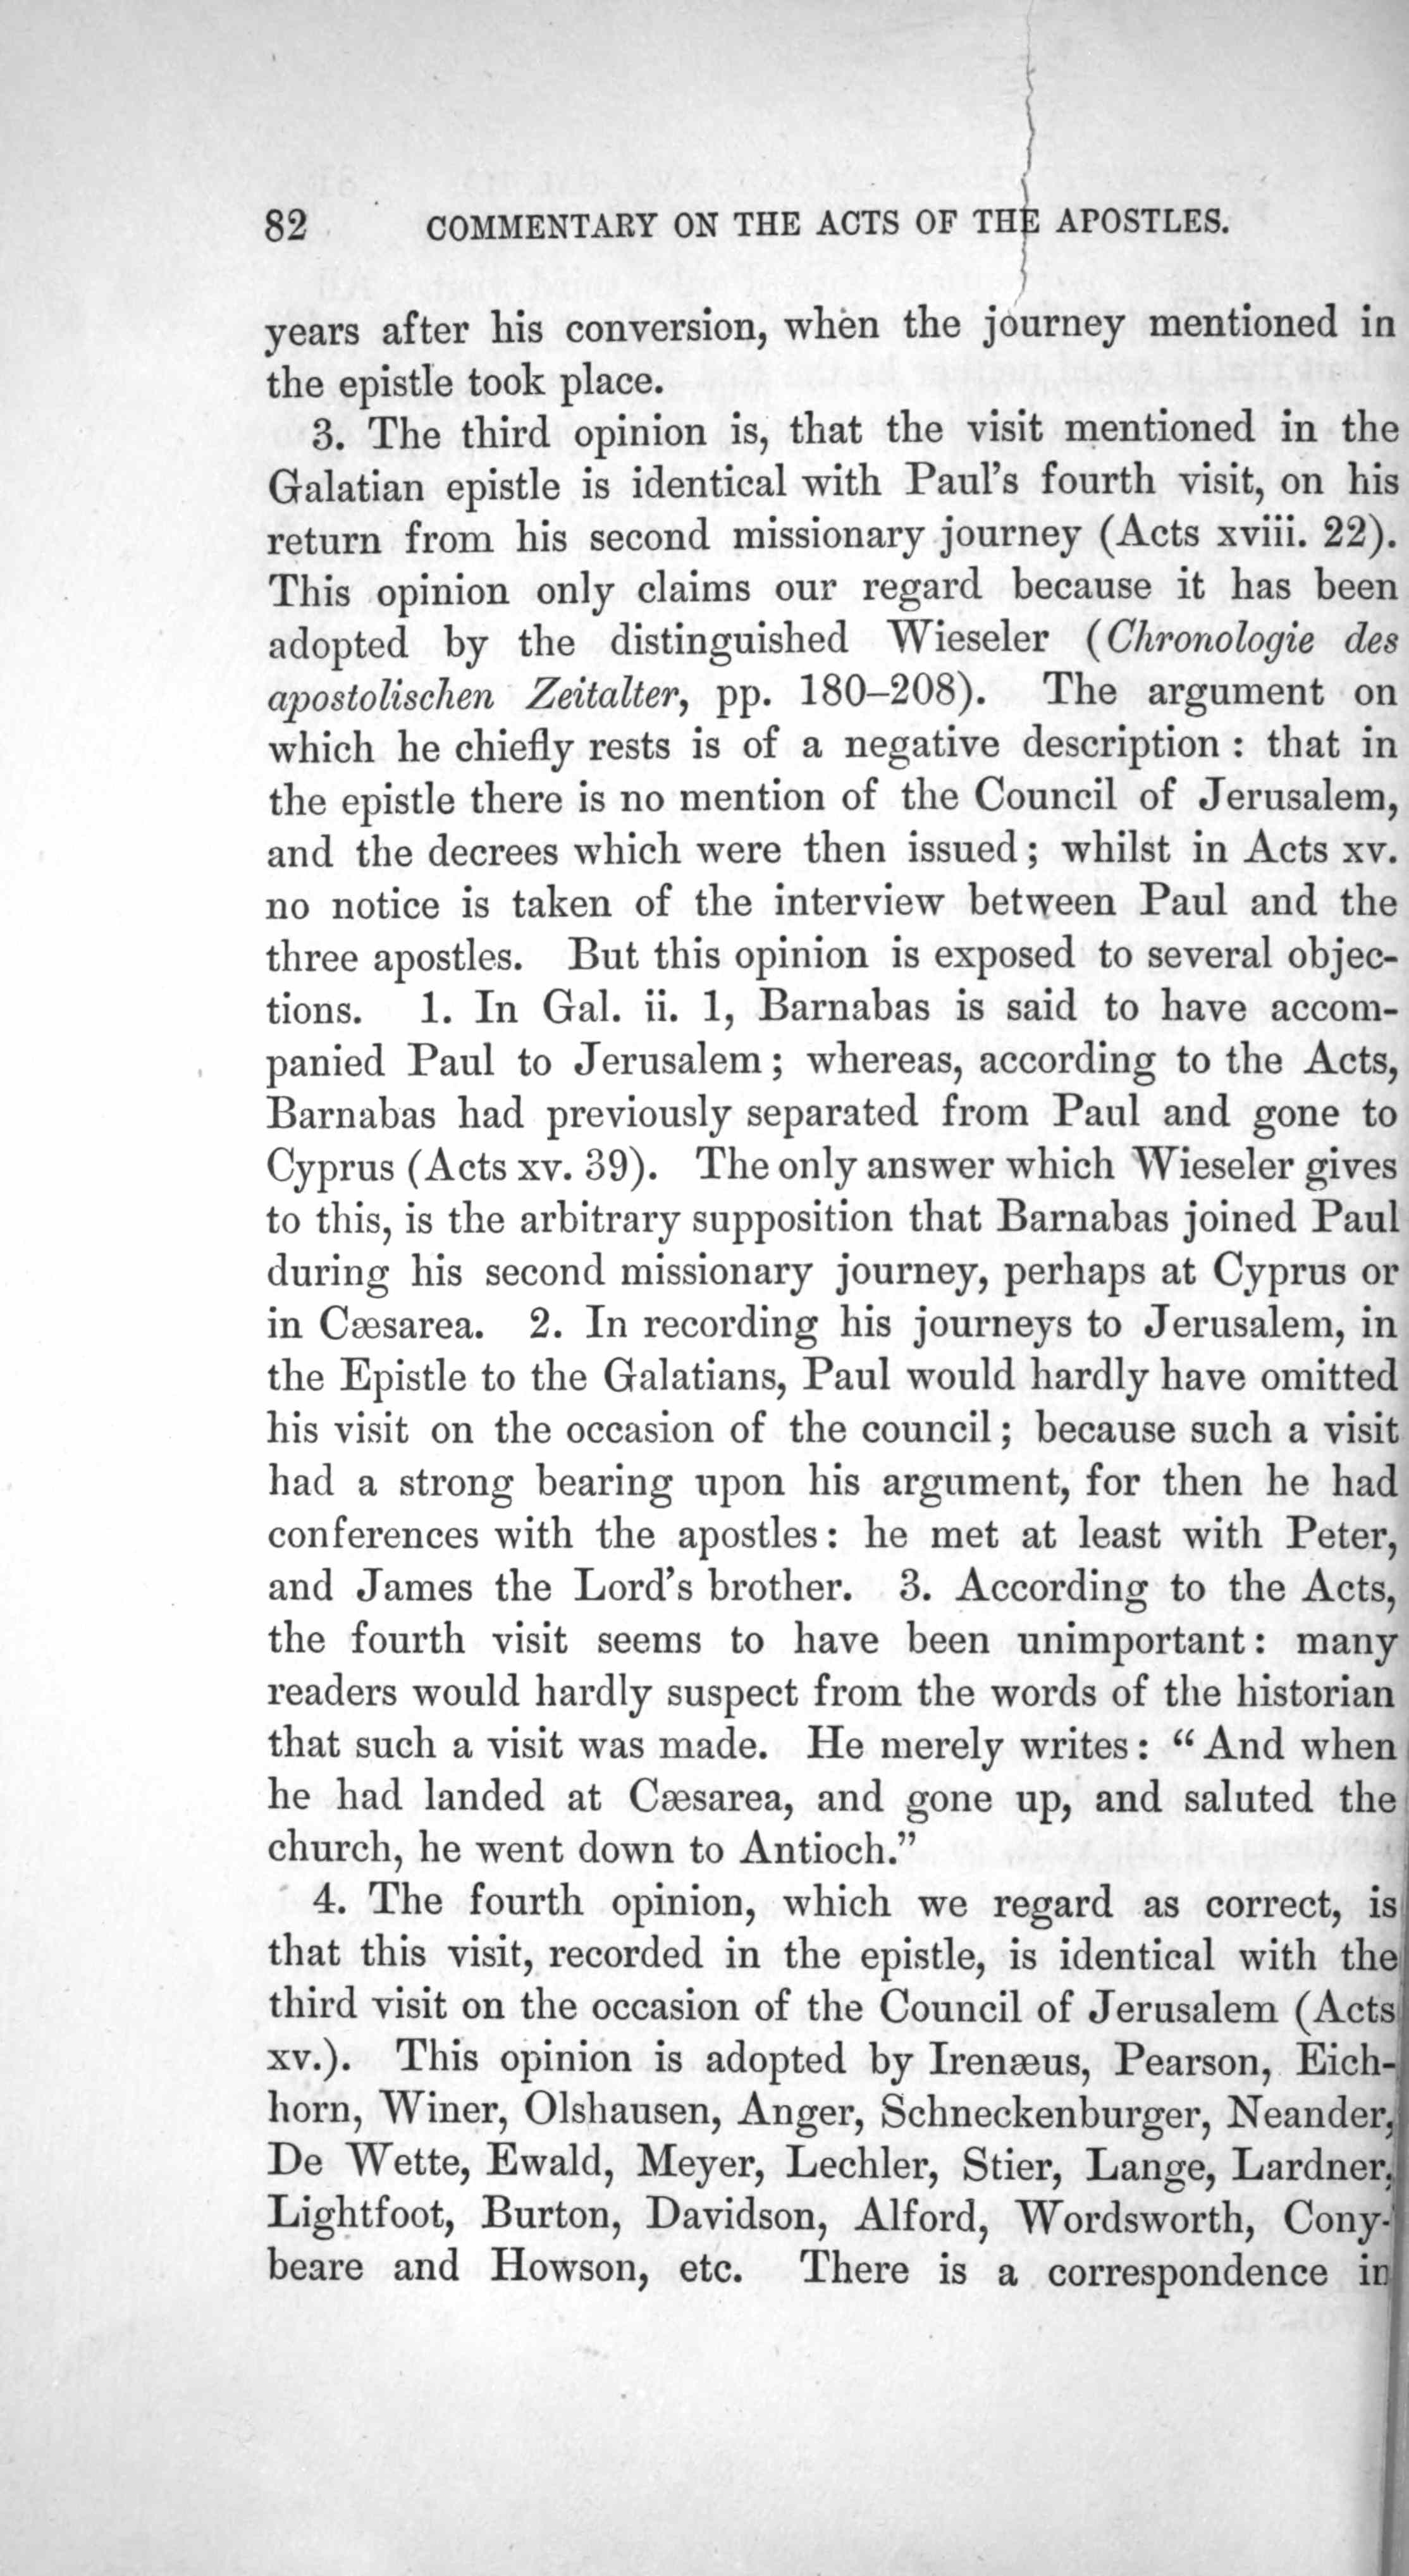 82 COMMENTARY ON THE ACTS OF THE APOSTLES.
years after his conversion, when the journey mentioned in
the epistle took place.
3. The third opinion is, that the visit mentioned in the
Galatian epistle is identical with Paul's fourth visit, on his
return from his second missionary journey (Acts xviii. 22).
This opinion only claims our regard because it has been
adopted by the distinguished Wieseler (Chronologie des
apostolischen Zeitalter, pp. 180–208). The argument on
which he chiefly rests is of a negative description : that in
the epistle there is no mention of the Council of Jerusalem,
and the decrees which were then issued; whilst in Acts xv.
no notice is taken of the interview between Paul and the
three apostles. But this opinion is exposed to several objec-
tions. 1. In Gal. ii. 1, Barnabas is said to have accom-
panied Paul to Jerusalem; whereas, according to the Acts,
Barnabas had previously separated from Paul and gone to
Cyprus (Acts xv. 39). The only answer which Wieseler gives
to this, is the arbitrary supposition that Barnabas joined Paul
during his second missionary journey, perhaps at Cyprus or
in Cæsarea. 2. In recording his journeys to Jerusalem, in
the Epistle to the Galatians, Paul would hardly have omitted
his visit on the occasion of the council; because such a visit
had a strong bearing upon his argument, for then he had
conferences with the apostles: he met at least with Peter,
and James the Lord's brother. 3. According to the Acts,
the fourth visit seems to have been unimportant: many
readers would hardly suspect from the words of the historian
that such a visit was made. He merely writes: “And when
he had landed at Cæsarea, and gone up, and saluted the
church, he went down to Antioch.”
4. The fourth opinion, which we regard as correct, is
that this visit, recorded in the epistle, is identical with the
third visit on the occasion of the Council of Jerusalem (Acts
xv.). This opinion is adopted by Irenæus, Pearson, Eich-
horn, Winer, Olshausen, Anger, Schneckenburger, Neander,
De Wette, Ewald, Meyer, Lechler, Stier, Lange, Lardner,
Lightfoot, Burton, Davidson, Alford, Wordsworth, Cony-
beare and Howson, etc. There is a correspondence in